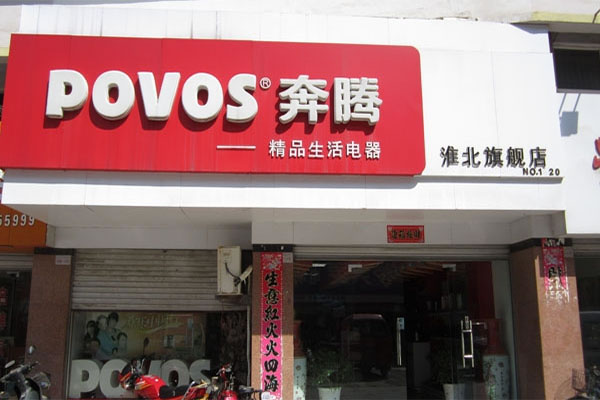 POVOS® 奔腾
精品生活电器
淮北旗舰店
NO.1 20
55999
生意红火火四海
POVOS